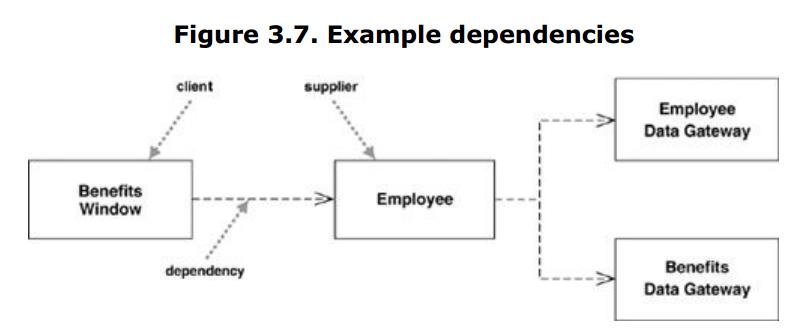 Figure 3.7. Example dependencies
client
supplier
Employee
Data Gateway
Benefits
Window
Employee
dependency
Benefits
Data Gateway